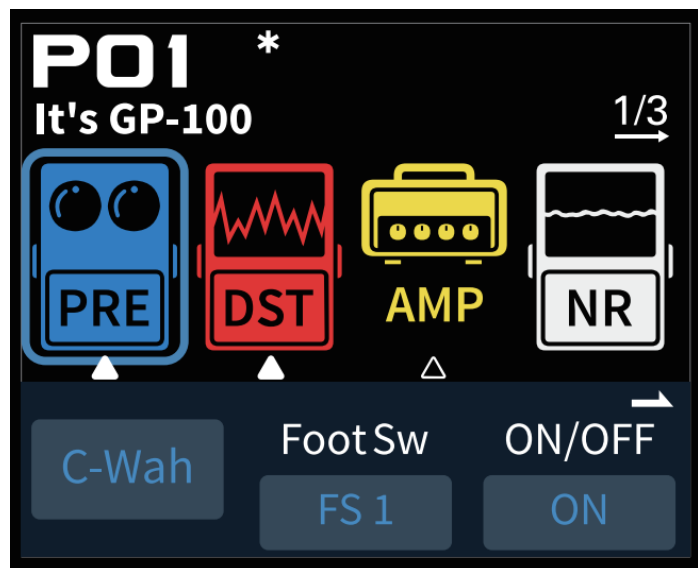 P01 *
It's GP-100
1/3
PRE DST AMP NR
C-Wah Foot Sw ON/OFF
FS 1 ON